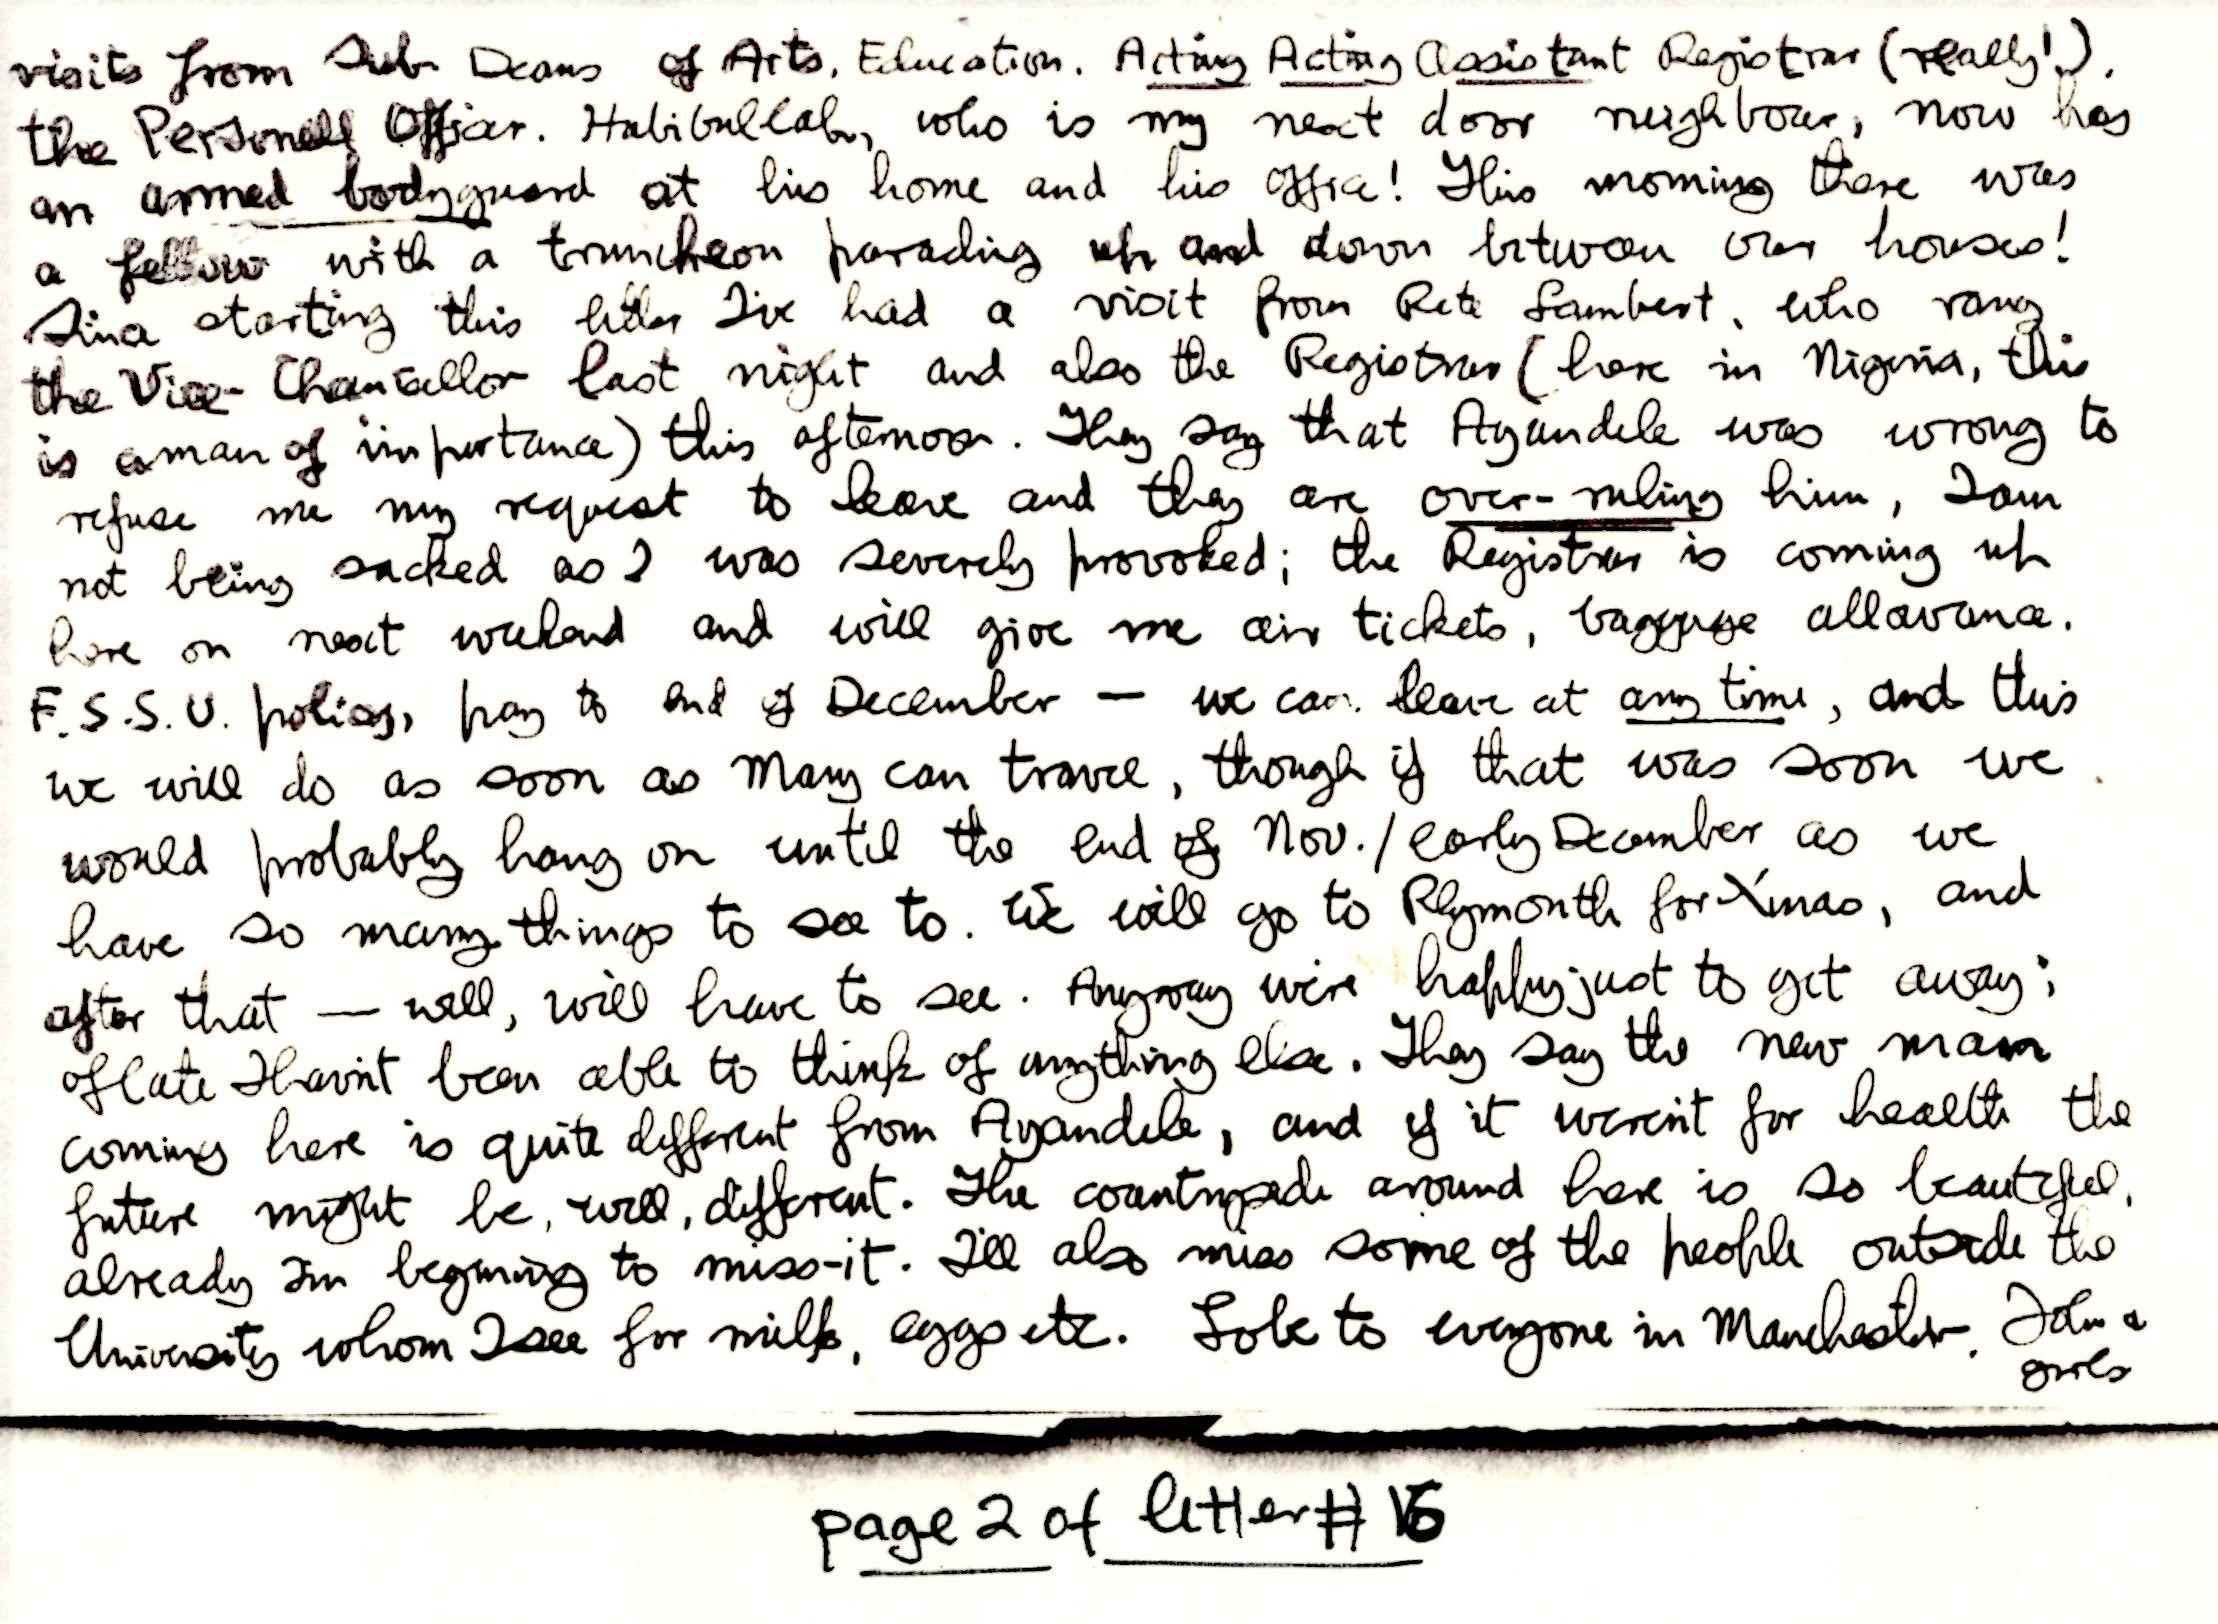 visits from Sub-Deans of Arts, Education. Acting Acting Assistant Registrar (really!),
the Personell Officer. Habibullah, who is my next door neighbour, now has
an armed bodyguard at his home and his office! This morning there was
a fellow with a truncheon parading up and down between our houses!
Since starting this letter I've had a visit from Pete Lambert, who rang
the Vice-Chancellor last night and also the Registrar (here in Nigeria, this
is a man of importance) this afternoon. They say that Ayandele was wrong to
refuse me my request to leave and they are over-ruling him, I am
not being sacked as I was severely provoked; the Registrar is coming up
here on next weekend and will give me air tickets, baggage allowance.
F.S.S.U. policy, pay to end of December — we can leave at any time, and this
we will do as soon as Mary can travel, though if that was soon we
would probably hang on until the end of Nov./early December as we
have so many things to see to. We will go to Plymouth for Xmas, and
after that — well, will have to see. Anyway we're happy just to get away;
of late I havn't been able to think of anything else. They say the new man
coming here is quite different from Ayandele, and if it weren't for health the
future might be, well, different. The countryside around here is so beautiful,
already I'm begining to miss-it. I'll also miss some of the people outside the
University whom I see for milk, eggs etc. Love to everyone in Manchester. John &
girls
page 2 of letter #